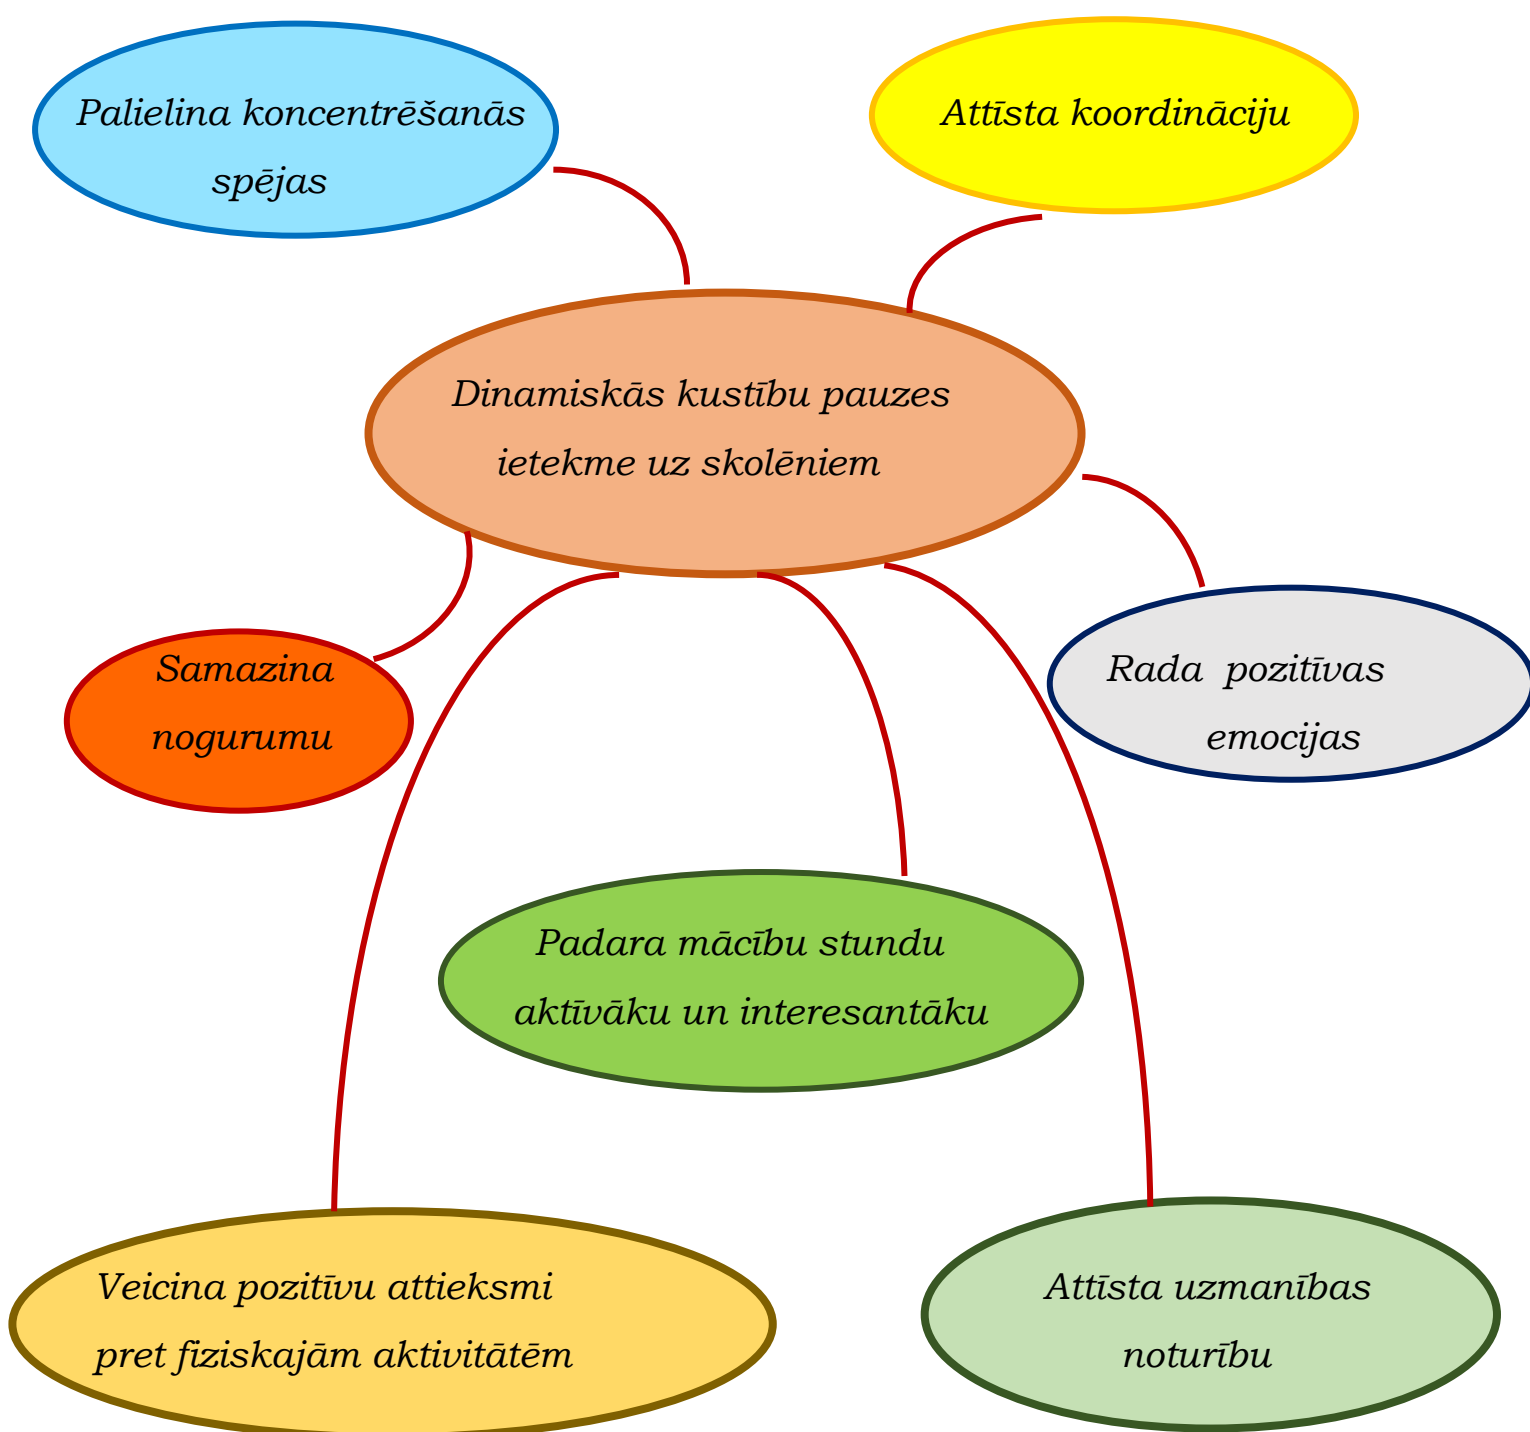 Palielina koncentrēšanās
spējas
Attīsta koordināciju
Dinamiskās kustību pauzes
ietekme uz skolēniem
Samazina
nogurumu
Rada pozitīvas
emocijas
Padara mācību stundu
aktīvāku un interesantāku
Veicina pozitīvu attieksmi
pret fiziskajām aktivitātēm
Attīsta uzmanības
noturību